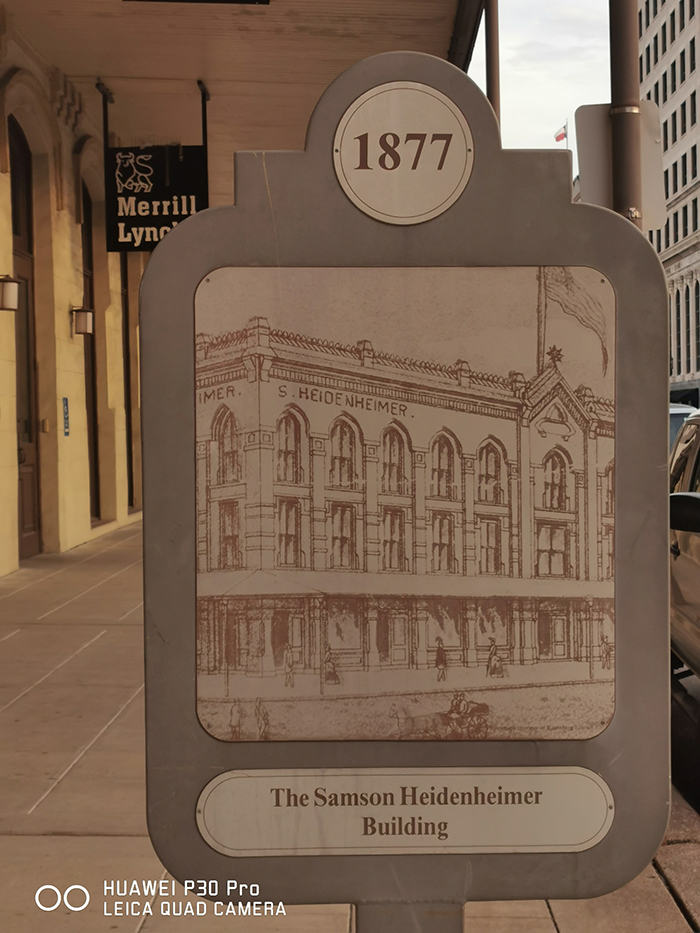 1877
Merrill
IMER.
S. HEIDENHEIMER.
The Samson Heidenheimer
Building
HUAWEI P30 Pro
LEICA QUAD CAMERA